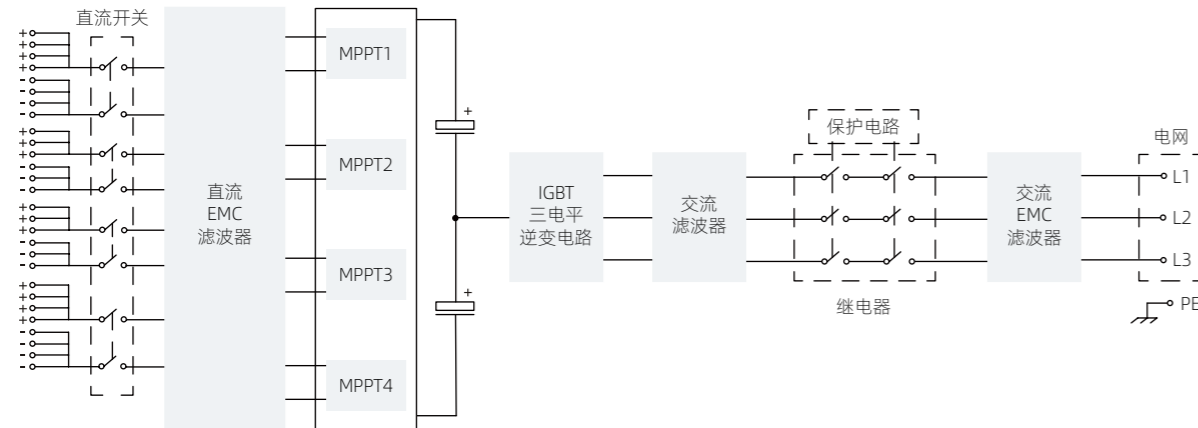 直流开关
+
+
+
+
-
-
-
-
+
+
+
-
-
-
+
+
+
-
-
-
+
+
+
+
-
-
-
-
直流
EMC
滤波器
MPPT1
MPPT2
MPPT3
MPPT4
+
+
IGBT
三电平
逆变电路
交流
滤波器
保护电路
继电器
交流
EMC
滤波器
电网
L1
L2
L3
PE